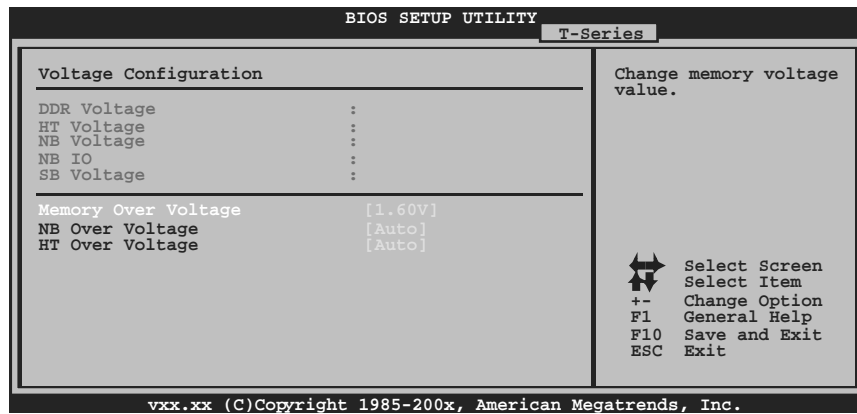 BIOS SETUP UTILITY
T-Series
Voltage Configuration
DDR Voltage :
HT Voltage :
NB Voltage :
NB IO :
SB Voltage :
Memory Over Voltage [1.60V]
NB Over Voltage [Auto]
HT Over Voltage [Auto]
Change memory voltage
value.
Select Screen
Select Item
+- Change Option
F1 General Help
F10 Save and Exit
ESC Exit
vxx.xx (C)Copyright 1985-200x, American Megatrends, Inc.